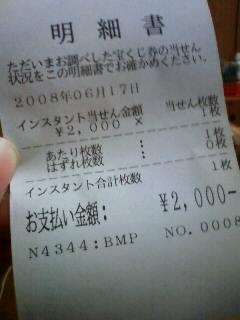 明細書
ただいまお調べした宝くじ券の当せん
状況をこの明細書でお確かめください。
2008年06月17日
インスタント当せん金額 当せん枚数
¥2,000 × 1枚
あたり枚数 : 1枚
はずれ枚数 : 0枚
インスタント合計枚数 1枚
お支払い金額: ¥2,000-
N4344:BMP NO.0008